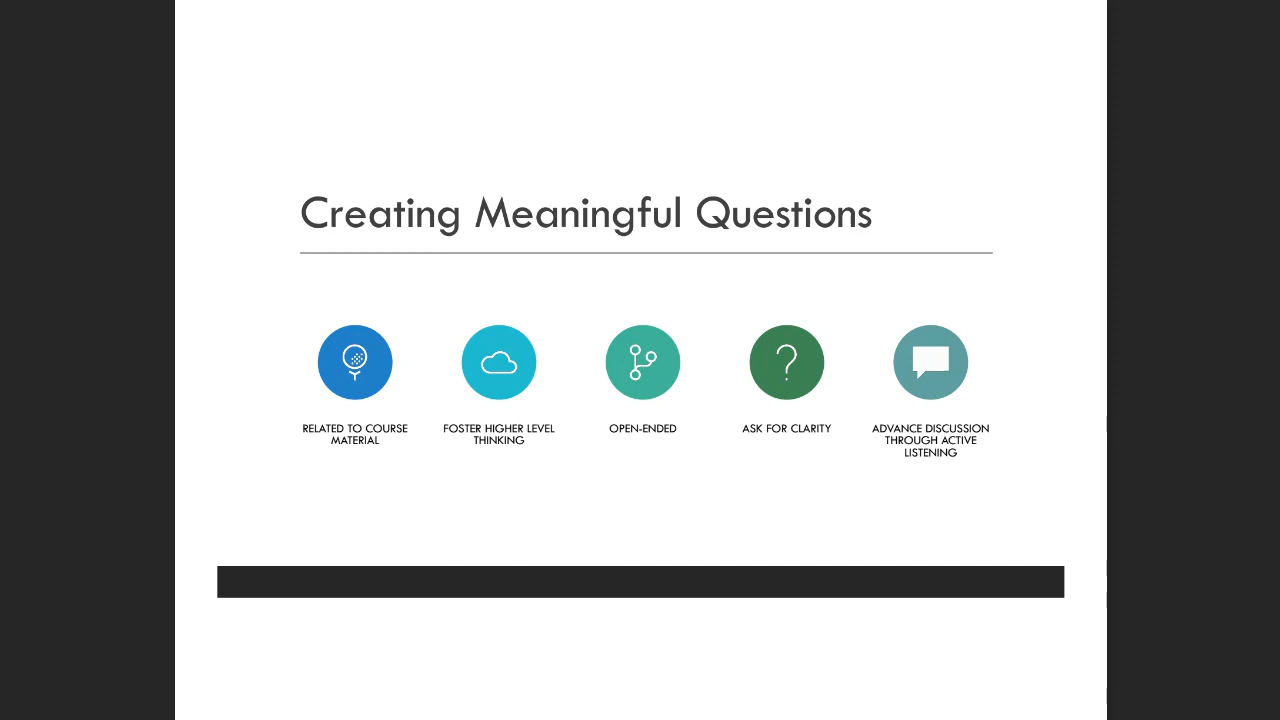 Creating Meaningful Questions
RELATED TO COURSE
MATERIAL
FOSTER HIGHER LEVEL
THINKING
OPEN-ENDED
ASK FOR CLARITY
ADVANCE DISCUSSION
THROUGH ACTIVE
LISTENING